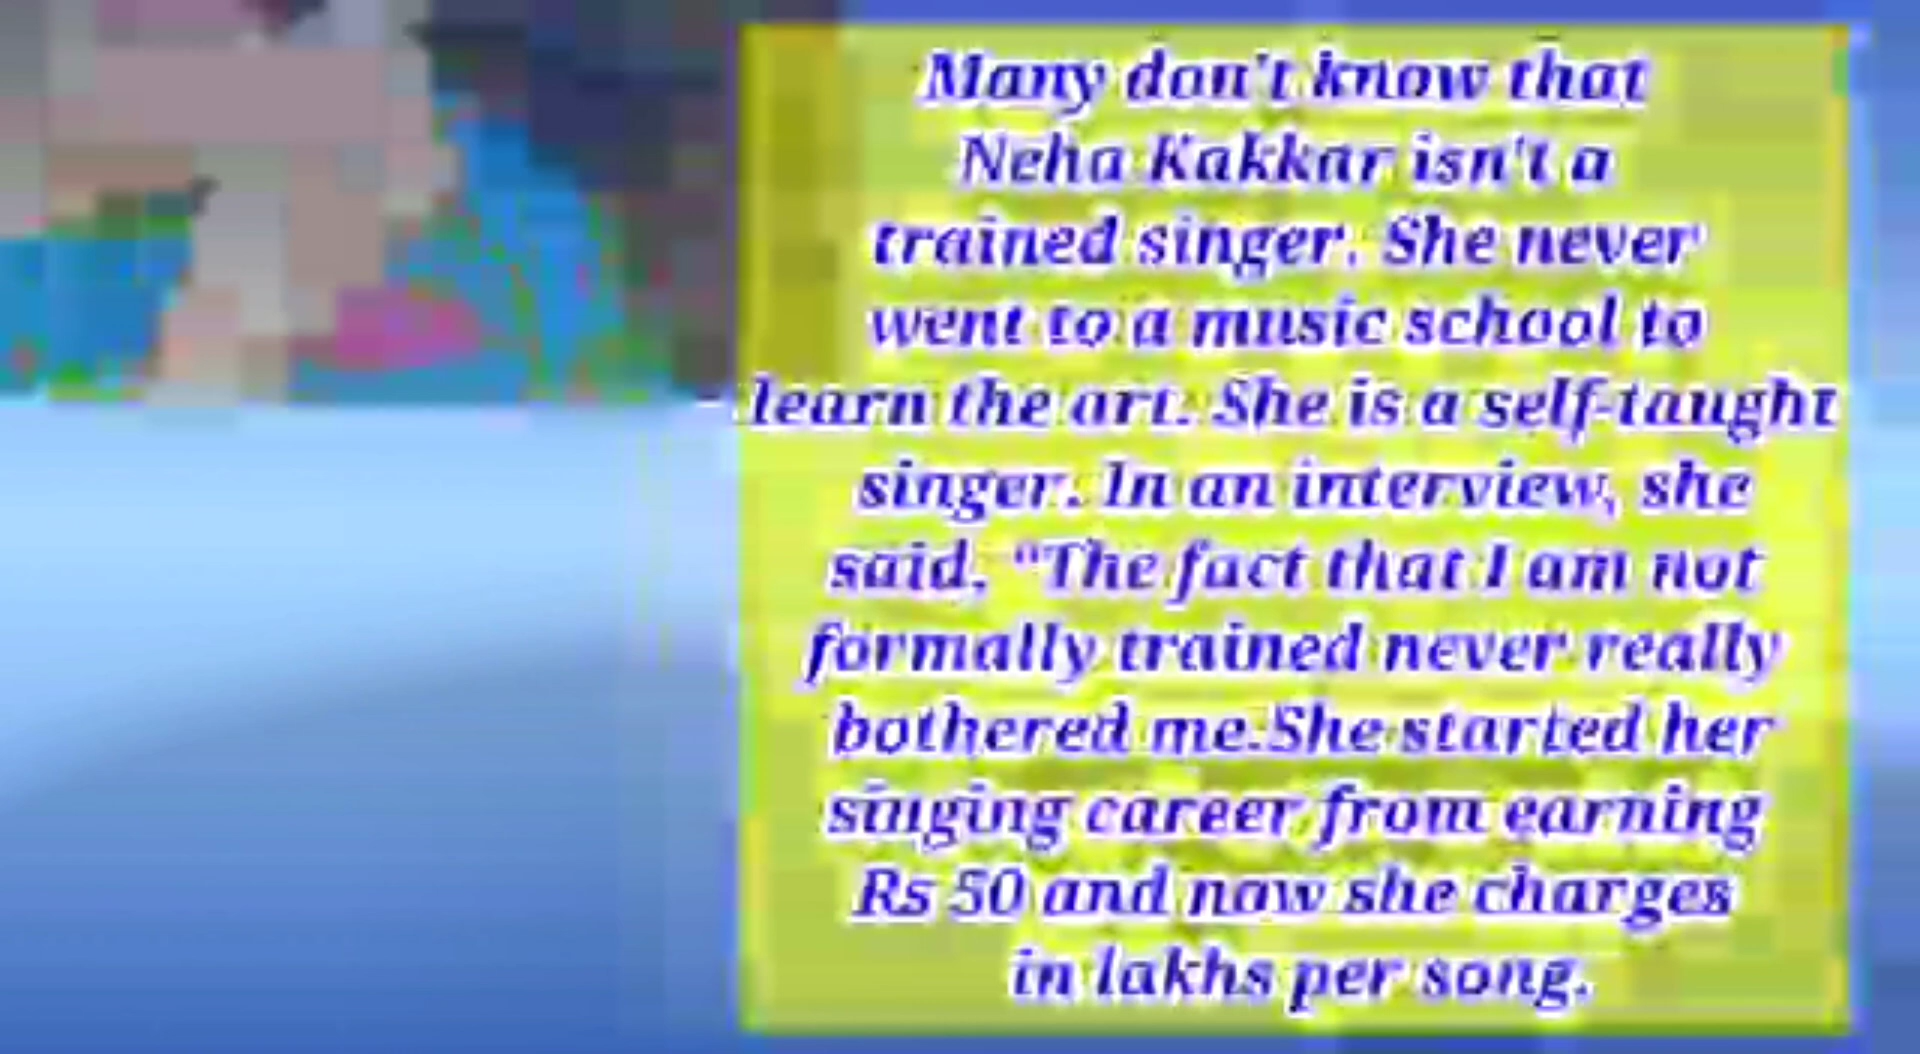 Many don't know that
Neha Kakkar isn't a
trained singer. She never
went to a music school to
learn the art. She is a self-taught
singer. In an interview, she
said, "The fact that I am not
formally trained never really
bothered me.She started her
singing career from earning
Rs 50 and now she charges
in lakhs per song.